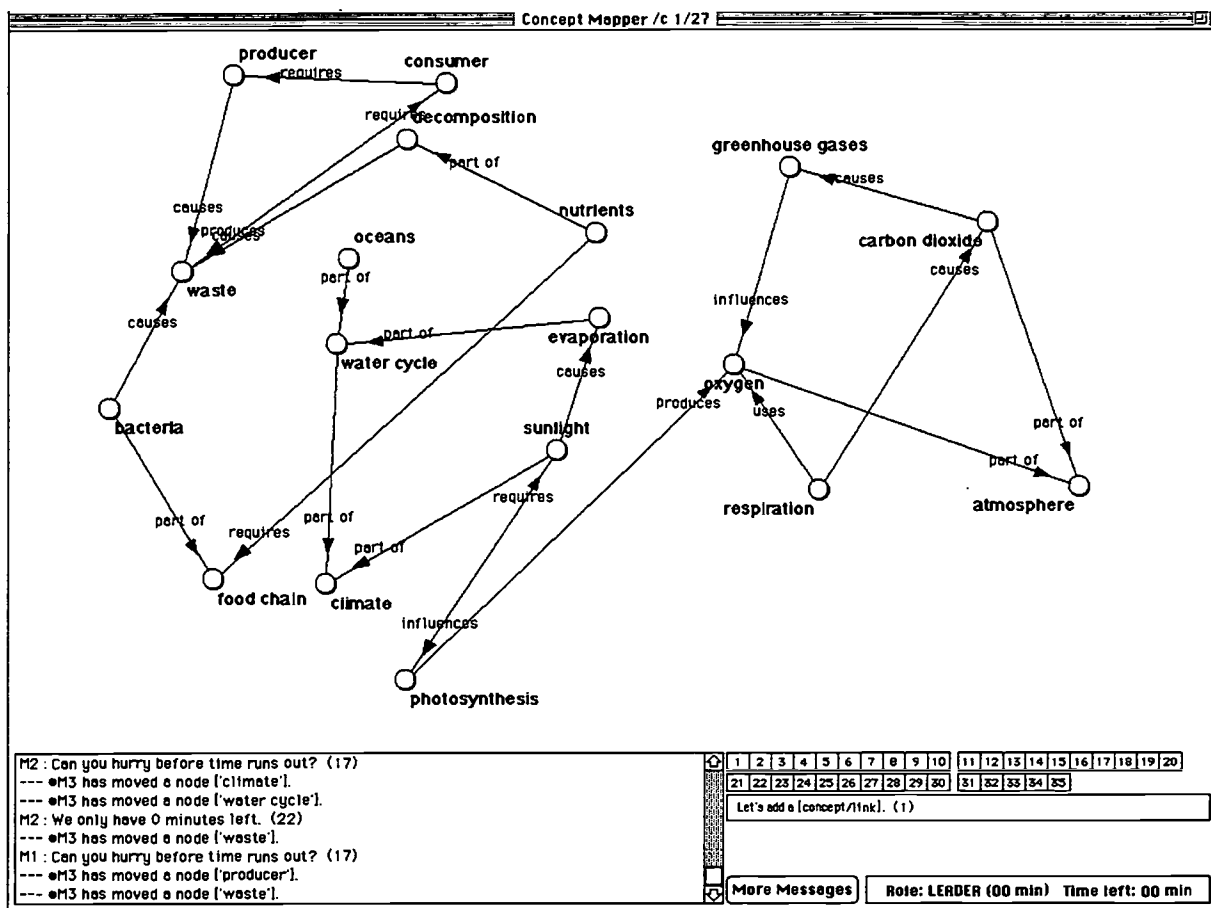 Concept Mapper /c 1/27
producer
consumer
requires
requires
decomposition
greenhouse gases
part of
causes
nutrients
causes
produces
causes
oceans
carbon dioxide
causes
waste
part of
influences
causes
evaporation
part of
water cycle
causes
oxygen
produces
uses
bacteria
sunlight
part of
requires
part of
respiration
atmosphere
part of
requires
part of
part of
food chain
climate
influences
photosynthesis
M2 : Can you hurry before time runs out? (17)
--- ●M3 has moved a node ['climate'].
--- ●M3 has moved a node ['water cycle'].
M2: We only have 0 minutes left. (22)
--- ●M3 has moved a node ['waste'].
M1 : Can you hurry before time runs out? (17)
--- ●M3 has moved a node ['producer'].
--- ●M3 has moved a node ['waste'].
1 2 3 4 5 6 7 8 9 10 11 12 13 14 15 16 17 18 19 20
21 22 23 24 25 26 27 28 29 30 31 32 33 34 35
Let's add a [concept/link]. (1)
More Messages
Role: LEADER (00 min) Time left: 00 min